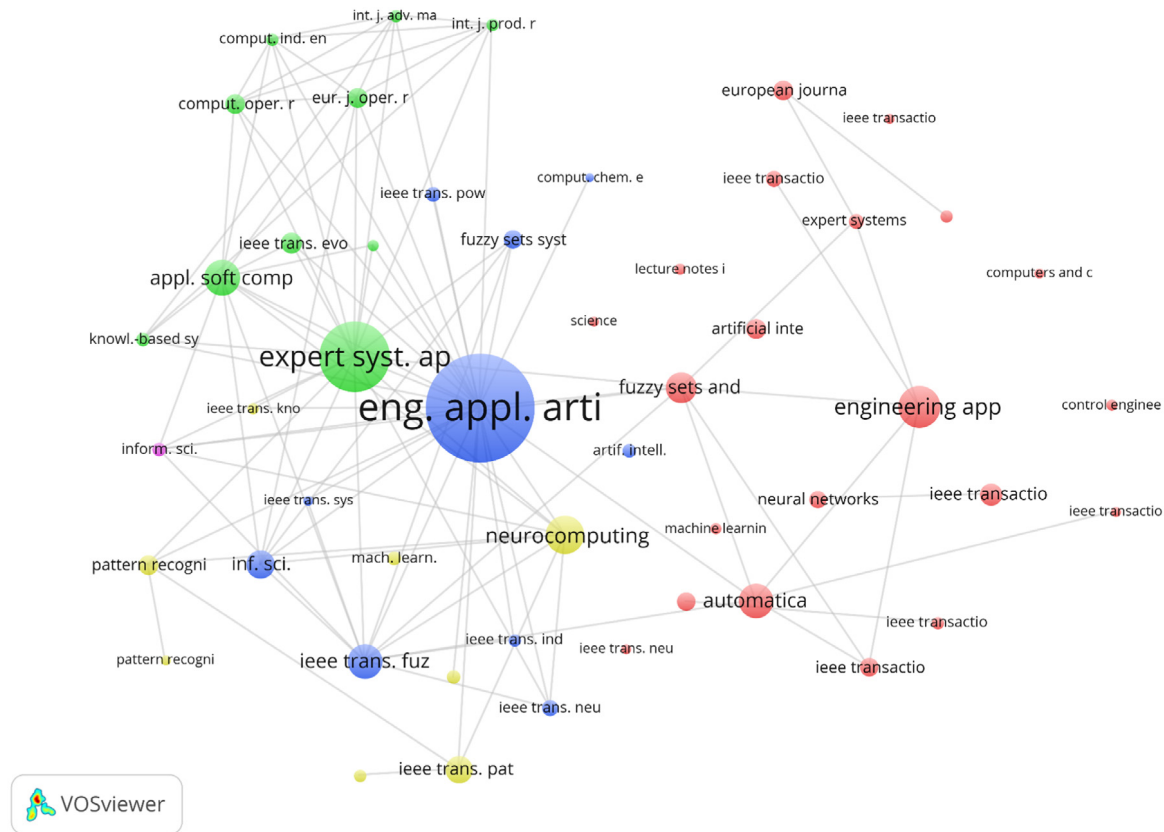 int. j. adv. ma
int. j. prod. r
comput. ind. en
european journa
comput. oper. r
eur. j. oper. r
ieee transactio
comput. chem. e
ieee transactio
ieee trans. pow
expert systems
ieee trans. evo
fuzzy sets syst
lecture notes i
computers and c
appl. soft comp
science
artificial inte
knowl.-based sy
expert syst. ap
fuzzy sets and
eng. appl. arti
engineering app
control enginee
ieee trans. kno
inform. sci.
artif. intell.
ieee trans. sys
neural networks
ieee transactio
ieee transactio
neurocomputing
machine learnin
pattern recogni
inf. sci.
mach. learn.
automatica
ieee transactio
pattern recogni
ieee trans. fuz
ieee trans. ind
ieee trans. neu
ieee transactio
ieee trans. neu
ieee trans. pat
VOSviewer